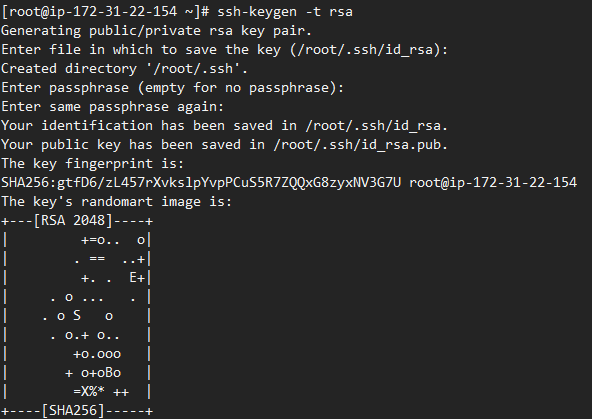 [root@ip-172-31-22-154 ~]# ssh-keygen -t rsa
Generating public/private rsa key pair.
Enter file in which to save the key (/root/.ssh/id_rsa):
Created directory '/root/.ssh'.
Enter passphrase (empty for no passphrase):
Enter same passphrase again:
Your identification has been saved in /root/.ssh/id_rsa.
Your public key has been saved in /root/.ssh/id_rsa.pub.
The key fingerprint is:
SHA256:gtfD6/zL457rXvkslpYvpPCuS5R7ZQQxG8zyxNV3G7U root@ip-172-31-22-154
The key's randomart image is:
+---[RSA 2048]----+
|         +=o..  o|
|        . ==  ..+|
|         +. .  E+|
|     . o ...   . |
|    . o S   o    |
|     . o.+ o..   |
|        +o.ooo   |
|       + o+oBo   |
|        =X%* ++  |
+----[SHA256]-----+